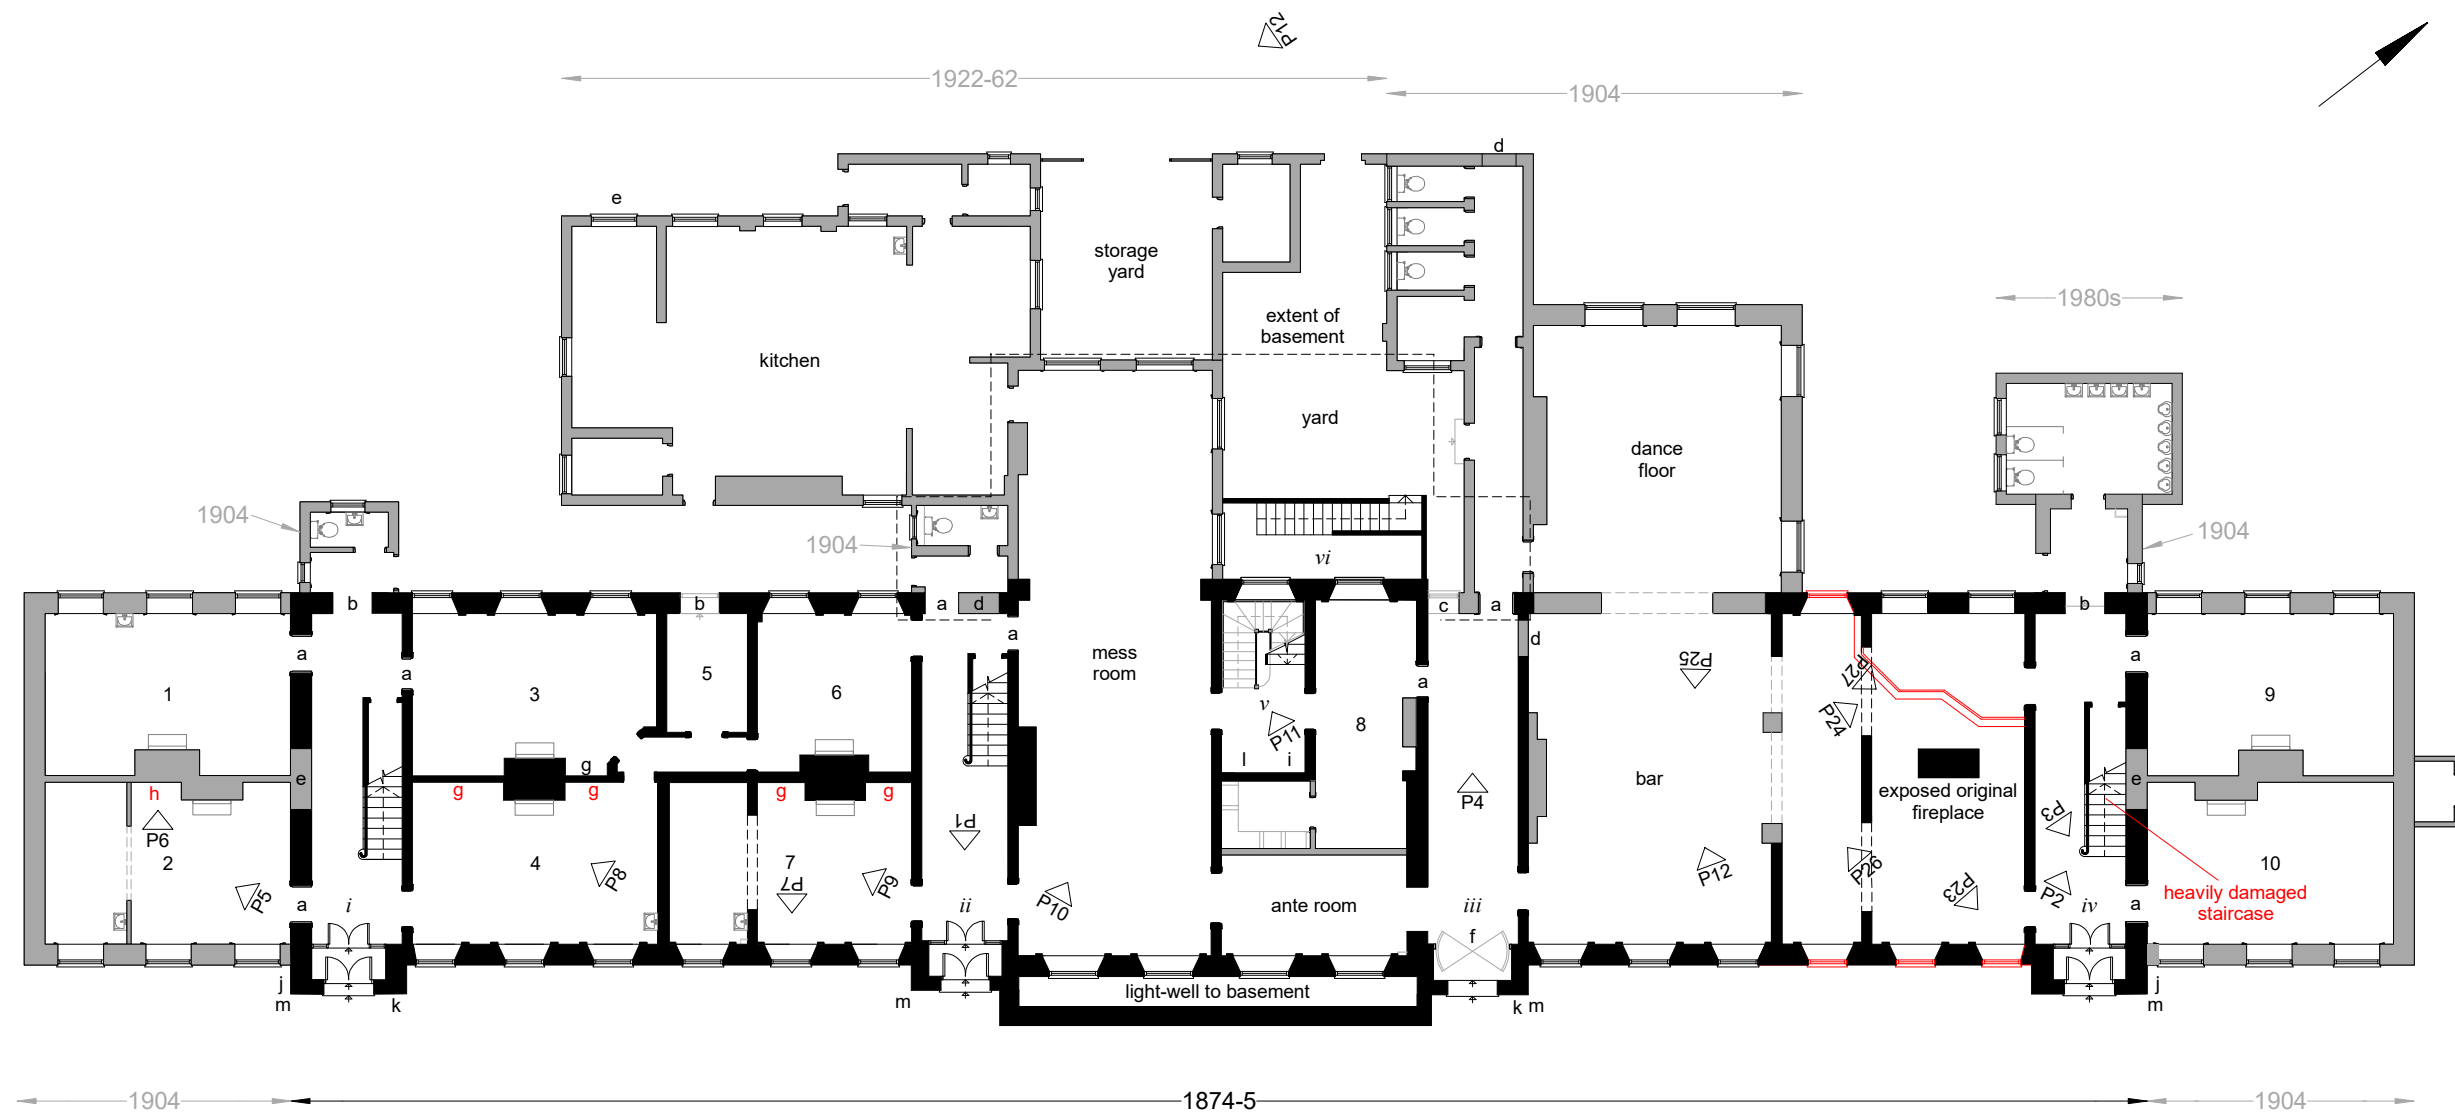 P12
1922-62
1904
d
e
storage
yard
extent of
basement
1980s
kitchen
yard
dance
floor
1904
1904
1904
vi
b
b
a
d
c
a
b
a
a
a
d
a
a
mess
room
P25
P27
1
3
5
6
v
8
9
P11
P24
l
i
g
e
h
g
g
g
g
bar
exposed original
fireplace
e
P4
P3
P6
2
4
7
P1
10
P5
P8
P7
P9
P10
P12
P26
P23
P2
heavily damaged
staircase
a
i
ii
ante room
iii
iv
a
f
j
m
k
m
light-well to basement
k
m
j
m
1904
1874-5
1904